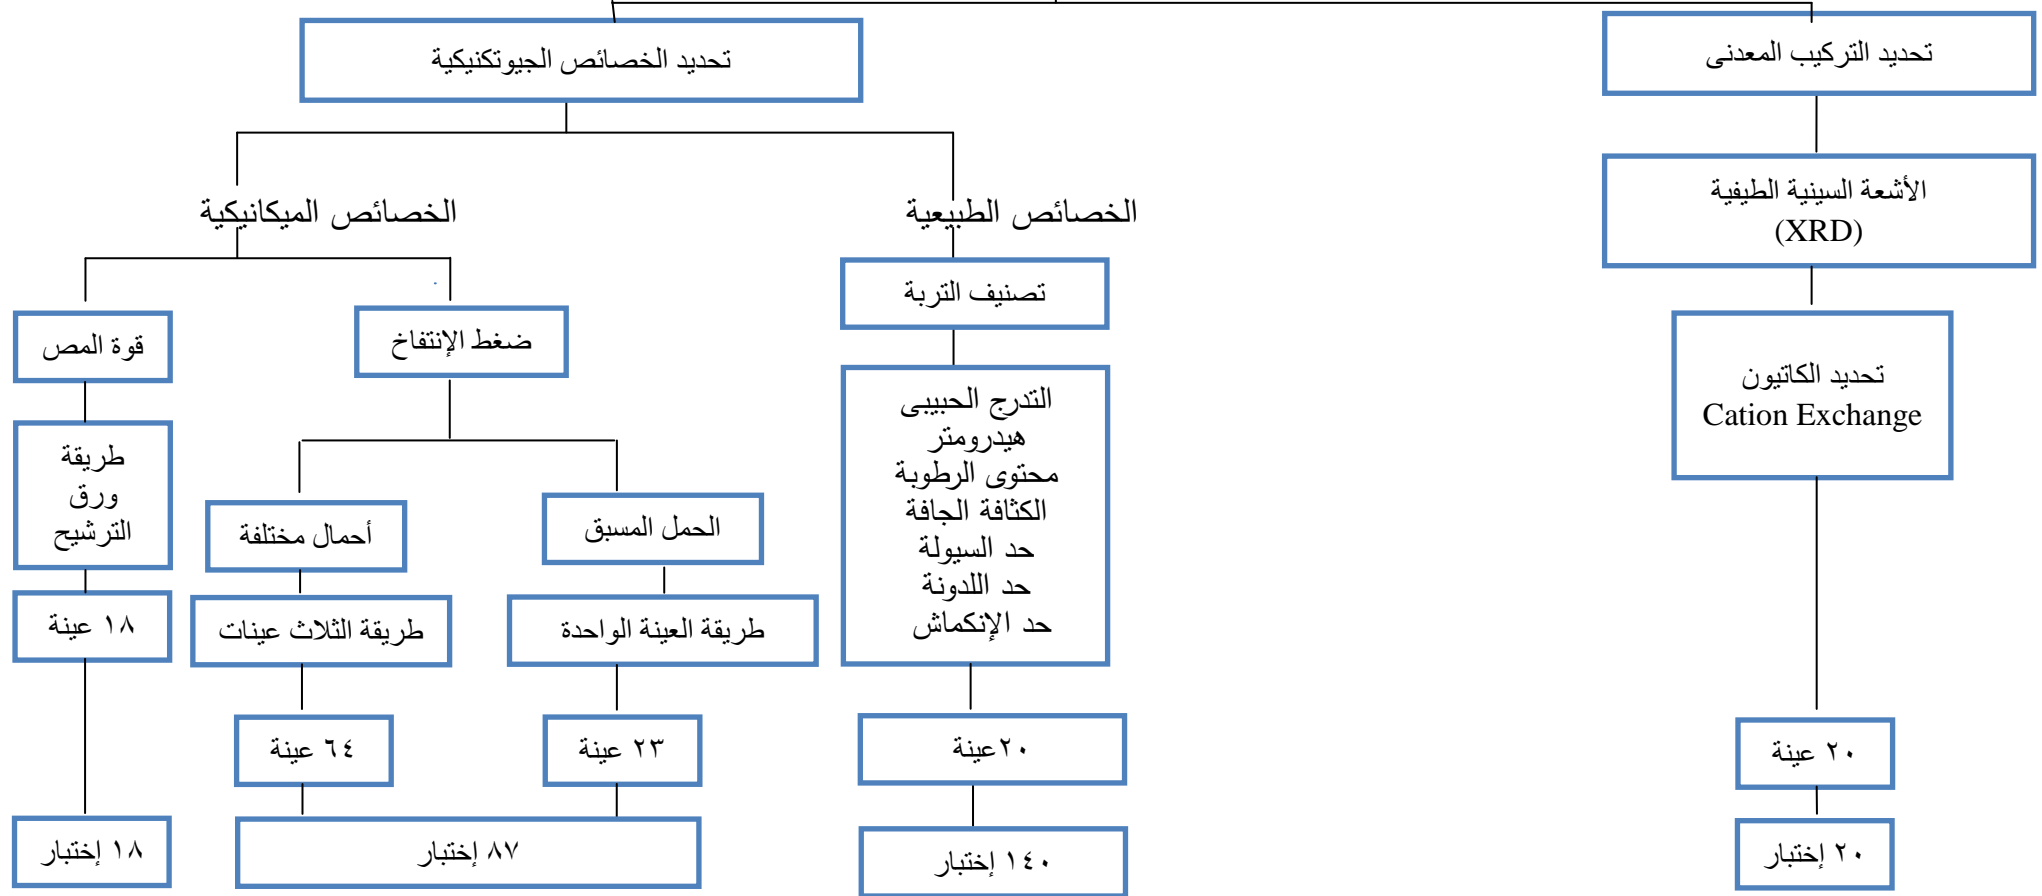 تحديد التركيب المعدنى
تحديد الخصائص الجيوتكنيكية
الأشعة السينية الطيفية
(XRD)
تحديد الكاتيون
Cation Exchange
٢٠ عينة
٢٠ إختبار
الخصائص الطبيعية
تصنيف التربة
التدرج الحبيبى
هيدرومتر
محتوى الرطوبة
الكثافة الجافة
حد السيولة
حد اللدونة
حد الإنكماش
٢٠عينة
١٤٠ إختبار
الخصائص الميكانيكية
ضغط الإنتفاخ
الحمل المسبق
طريقة العينة الواحدة
٢٣ عينة
أحمال مختلفة
طريقة الثلاث عينات
٦٤ عينة
٨٧ إختبار
قوة المص
طريقة
ورق
الترشيح
١٨ عينة
١٨ إختبار